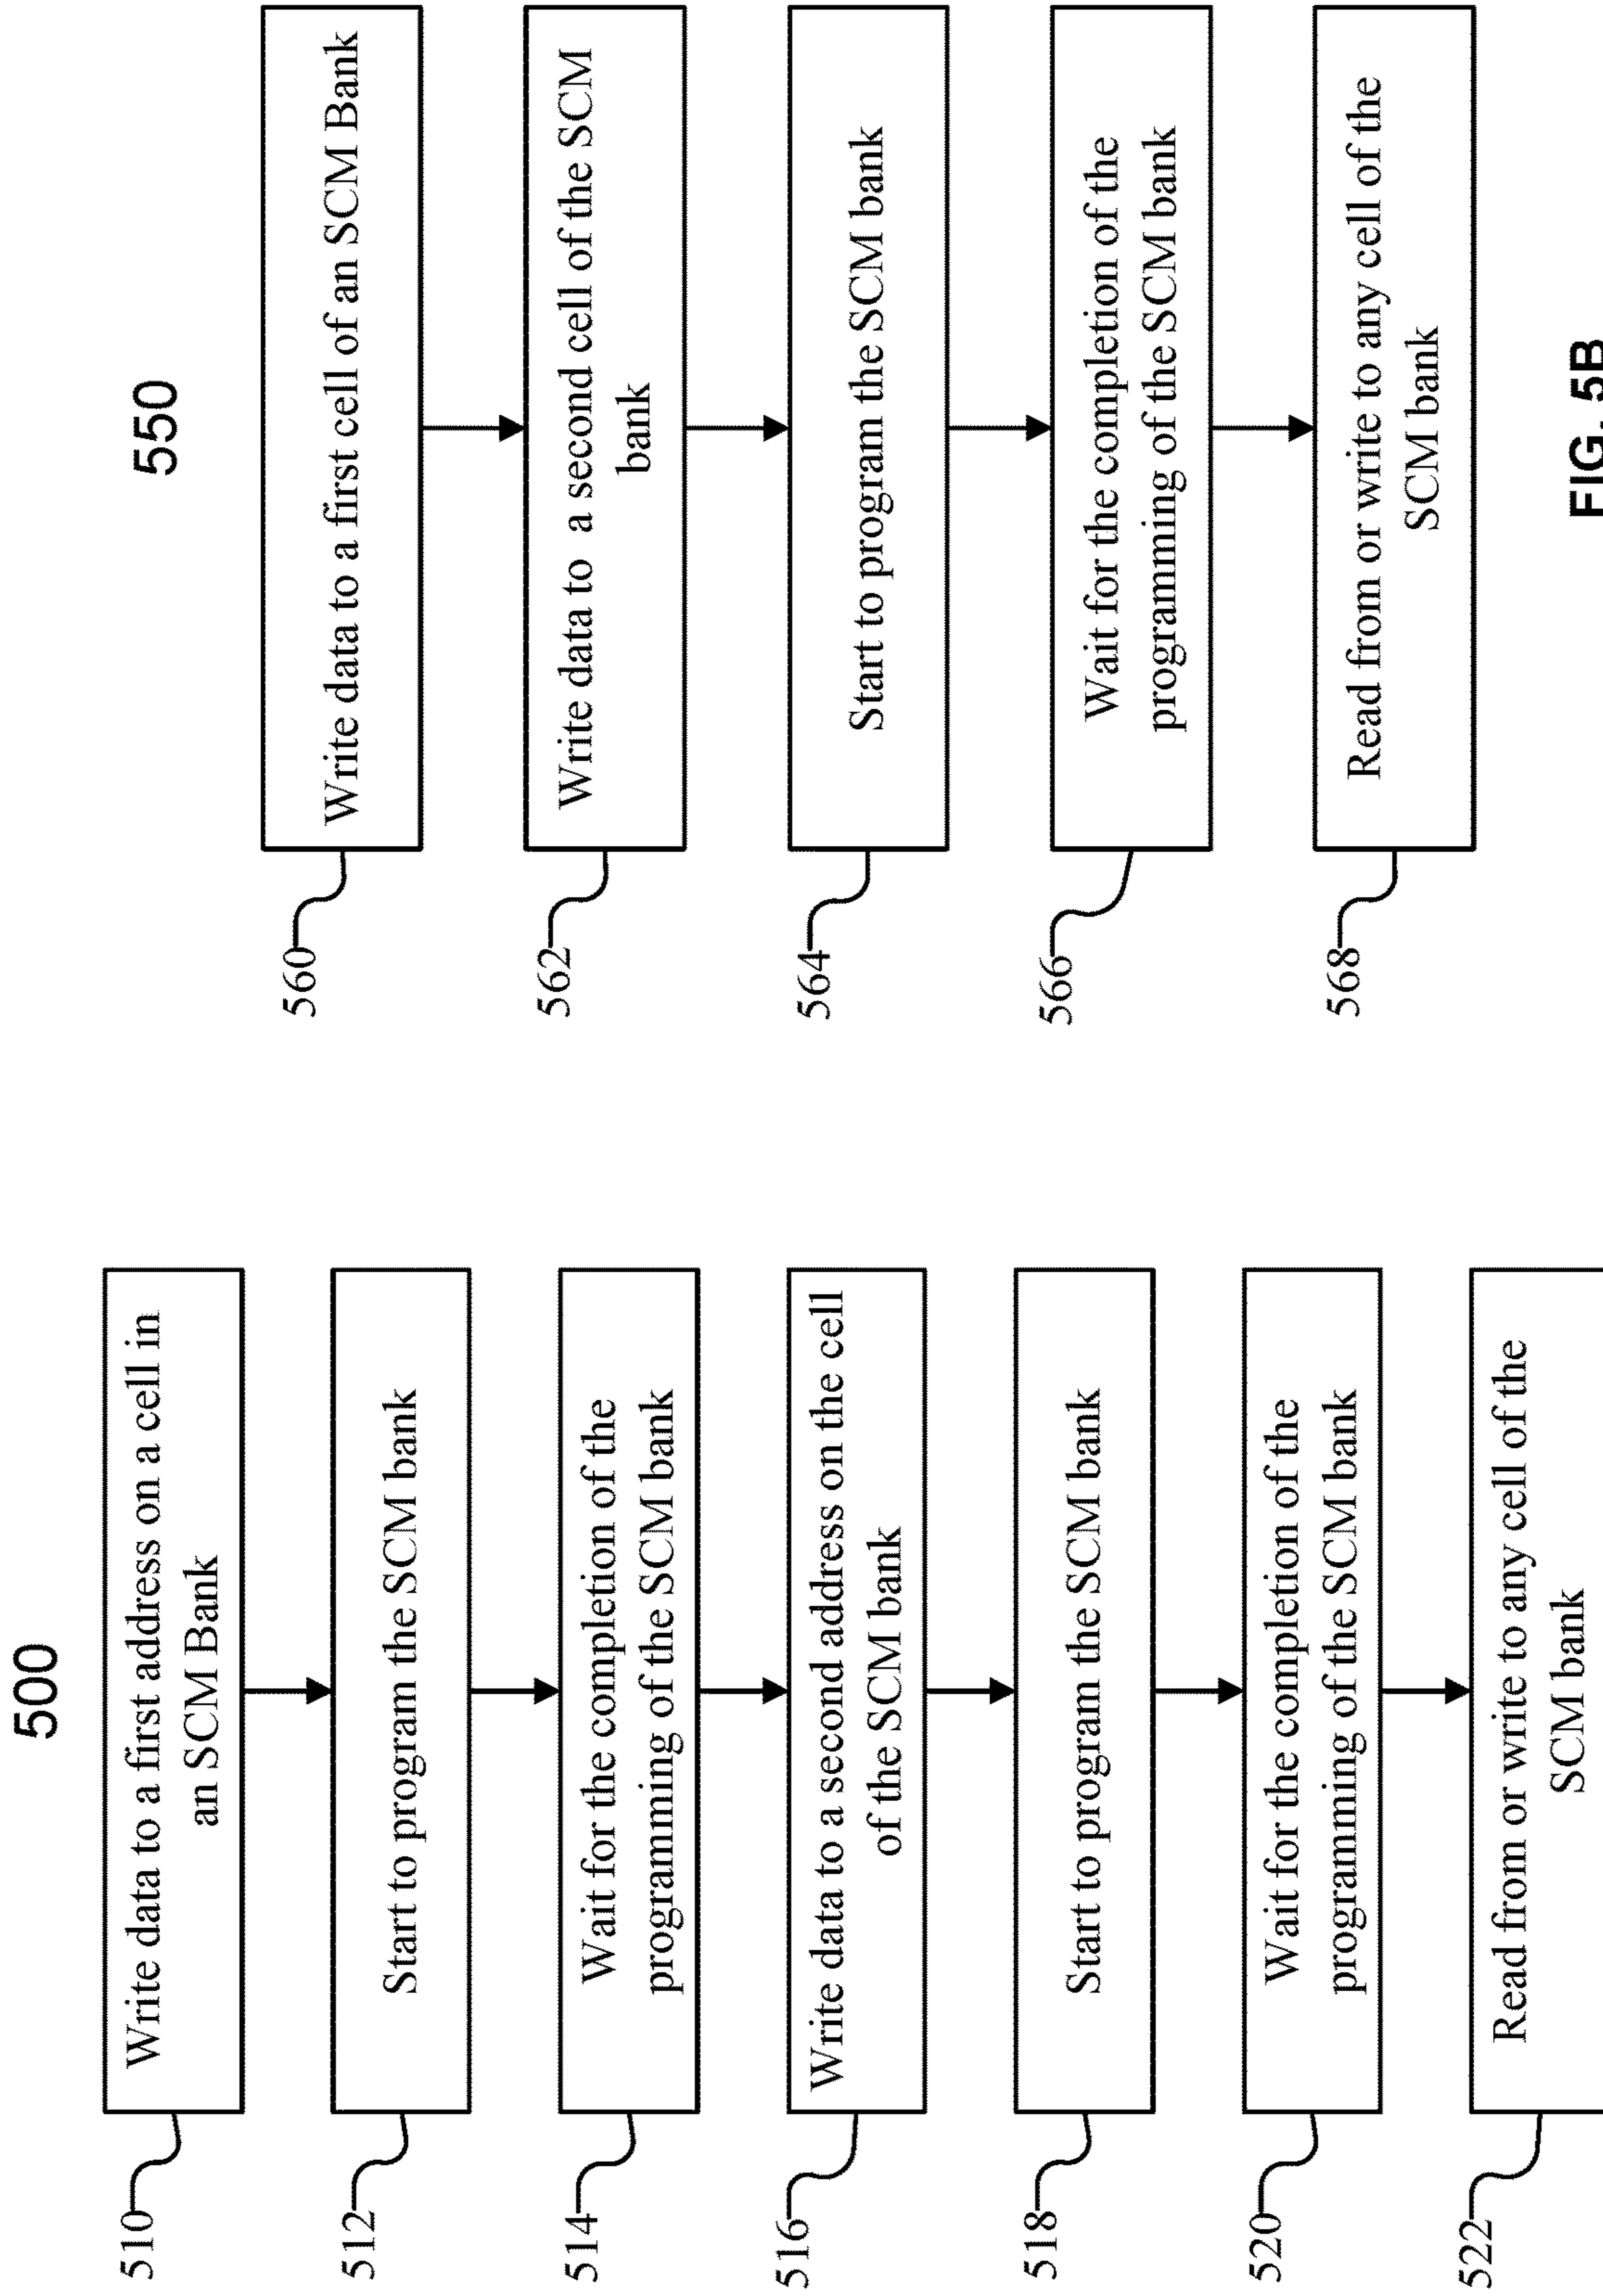 500
510
Write data to a first address on a cell in
an SCM Bank
512
Start to program the SCM bank
514
Wait for the completion of the
programming of the SCM bank
516
Write data to a second address on the cell
of the SCM bank
518
Start to program the SCM bank
520
Wait for the completion of the
programming of the SCM bank
522
Read from or write to any cell of the
SCM bank
550
560
Write data to a first cell of an SCM Bank
562
Write data to a second cell of the SCM
bank
564
Start to program the SCM bank
566
Wait for the completion of the
programming of the SCM bank
568
Read from or write to any cell of the
SCM bank
FIG. 5B